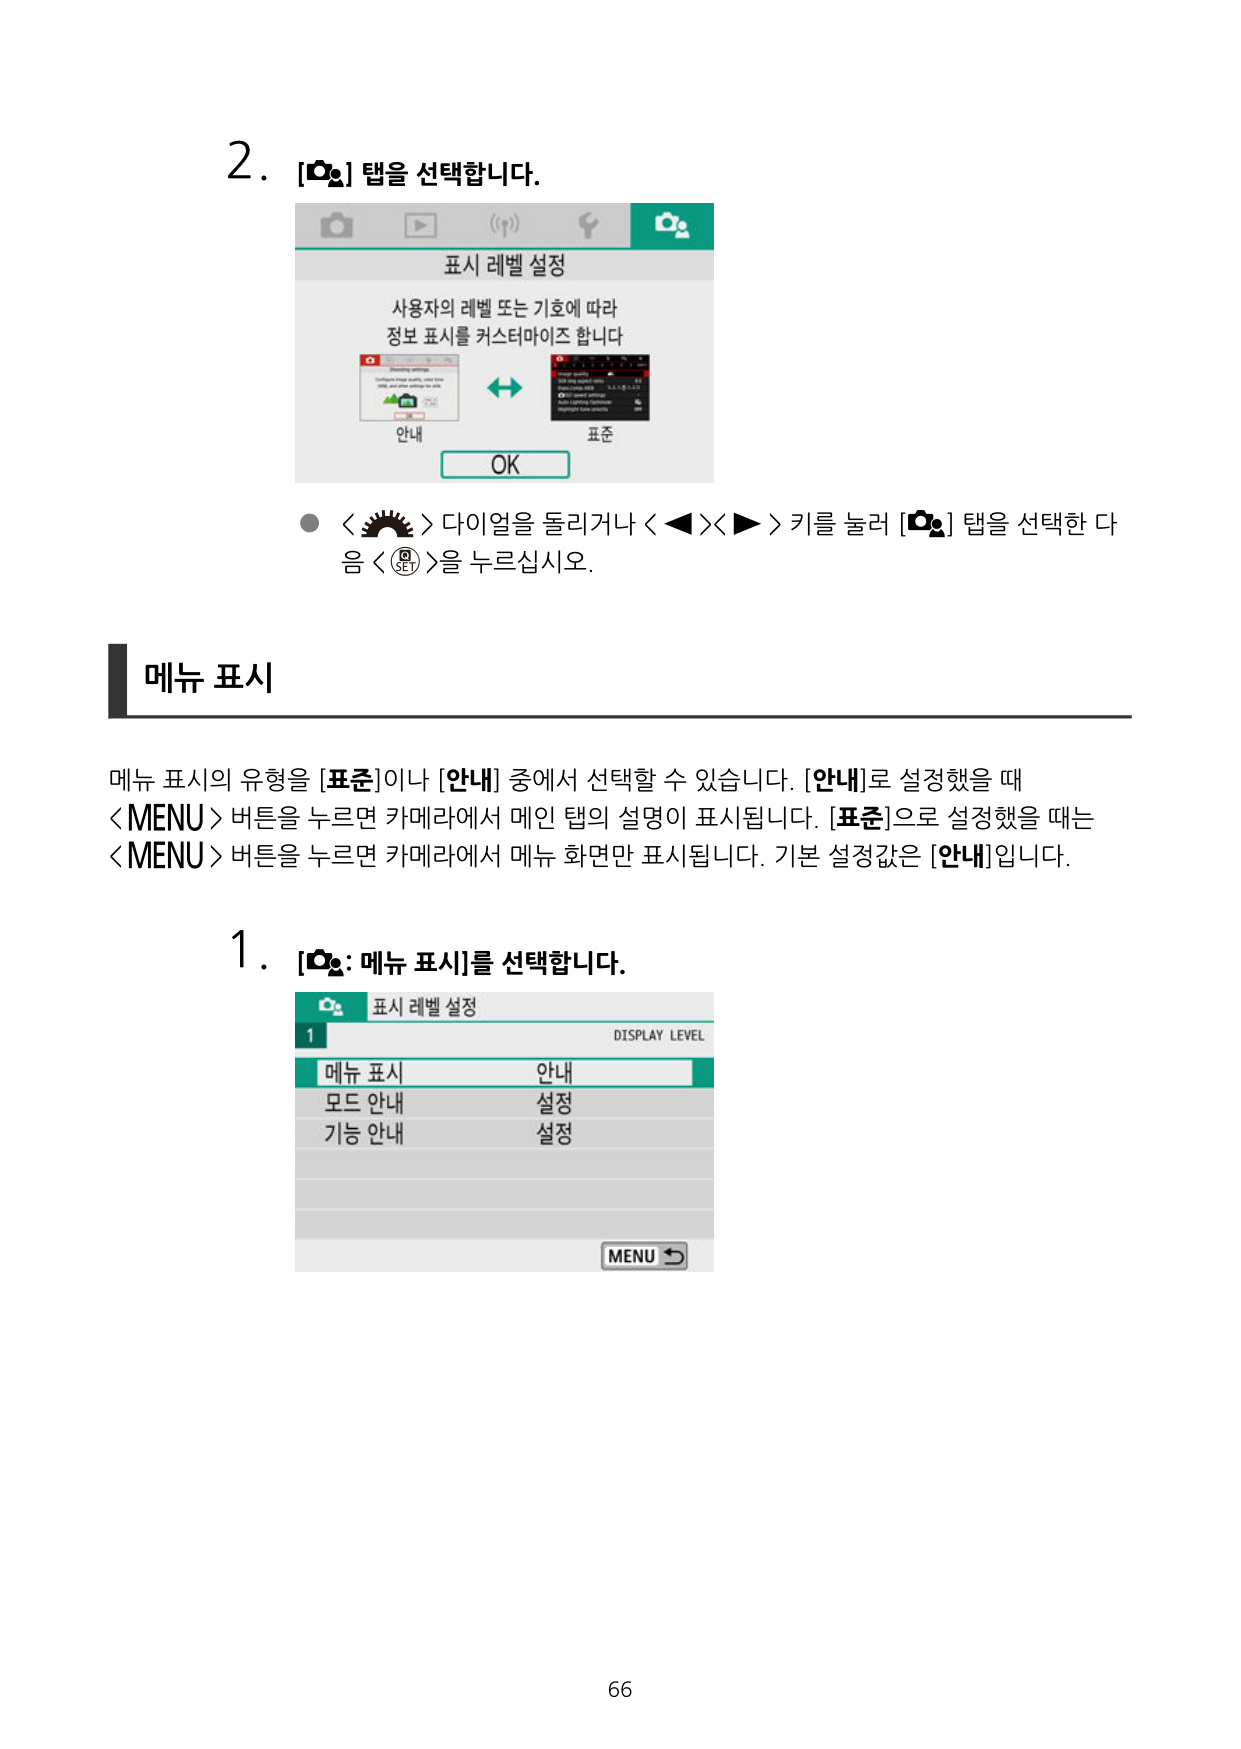 2. [] 탭을 선택합니다.
표시 레벨 설정
사용자의 레벨 또는 기호에 따라
정보 표시를 커스터마이즈 합니다
안내 표준
OK
● < > 다이얼을 돌리거나 < ◀ >< ▶ > 키를 눌러 [] 탭을 선택한 다
음 < SET >을 누르십시오.
메뉴 표시
메뉴 표시의 유형을 [표준]이나 [안내] 중에서 선택할 수 있습니다. [안내]로 설정했을 때
<MENU> 버튼을 누르면 카메라에서 메인 탭의 설명이 표시됩니다. [표준]으로 설정했을 때는
<MENU> 버튼을 누르면 카메라에서 메뉴 화면만 표시됩니다. 기본 설정값은 [안내]입니다.
1. [: 메뉴 표시]를 선택합니다.
표시 레벨 설정
1 DISPLAY LEVEL
메뉴 표시 안내
모드 안내 설정
기능 안내 설정
MENU
66